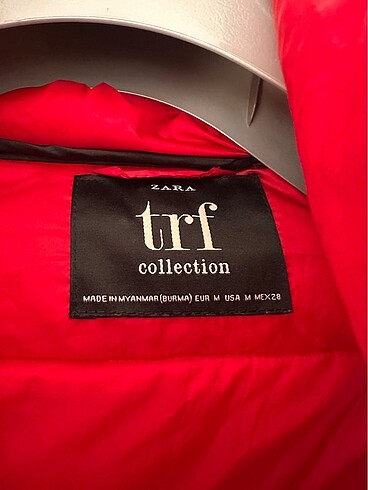 ZARA
trf
collection
MADE IN MYANMAR (BURMA) EUR M USA M MEX28